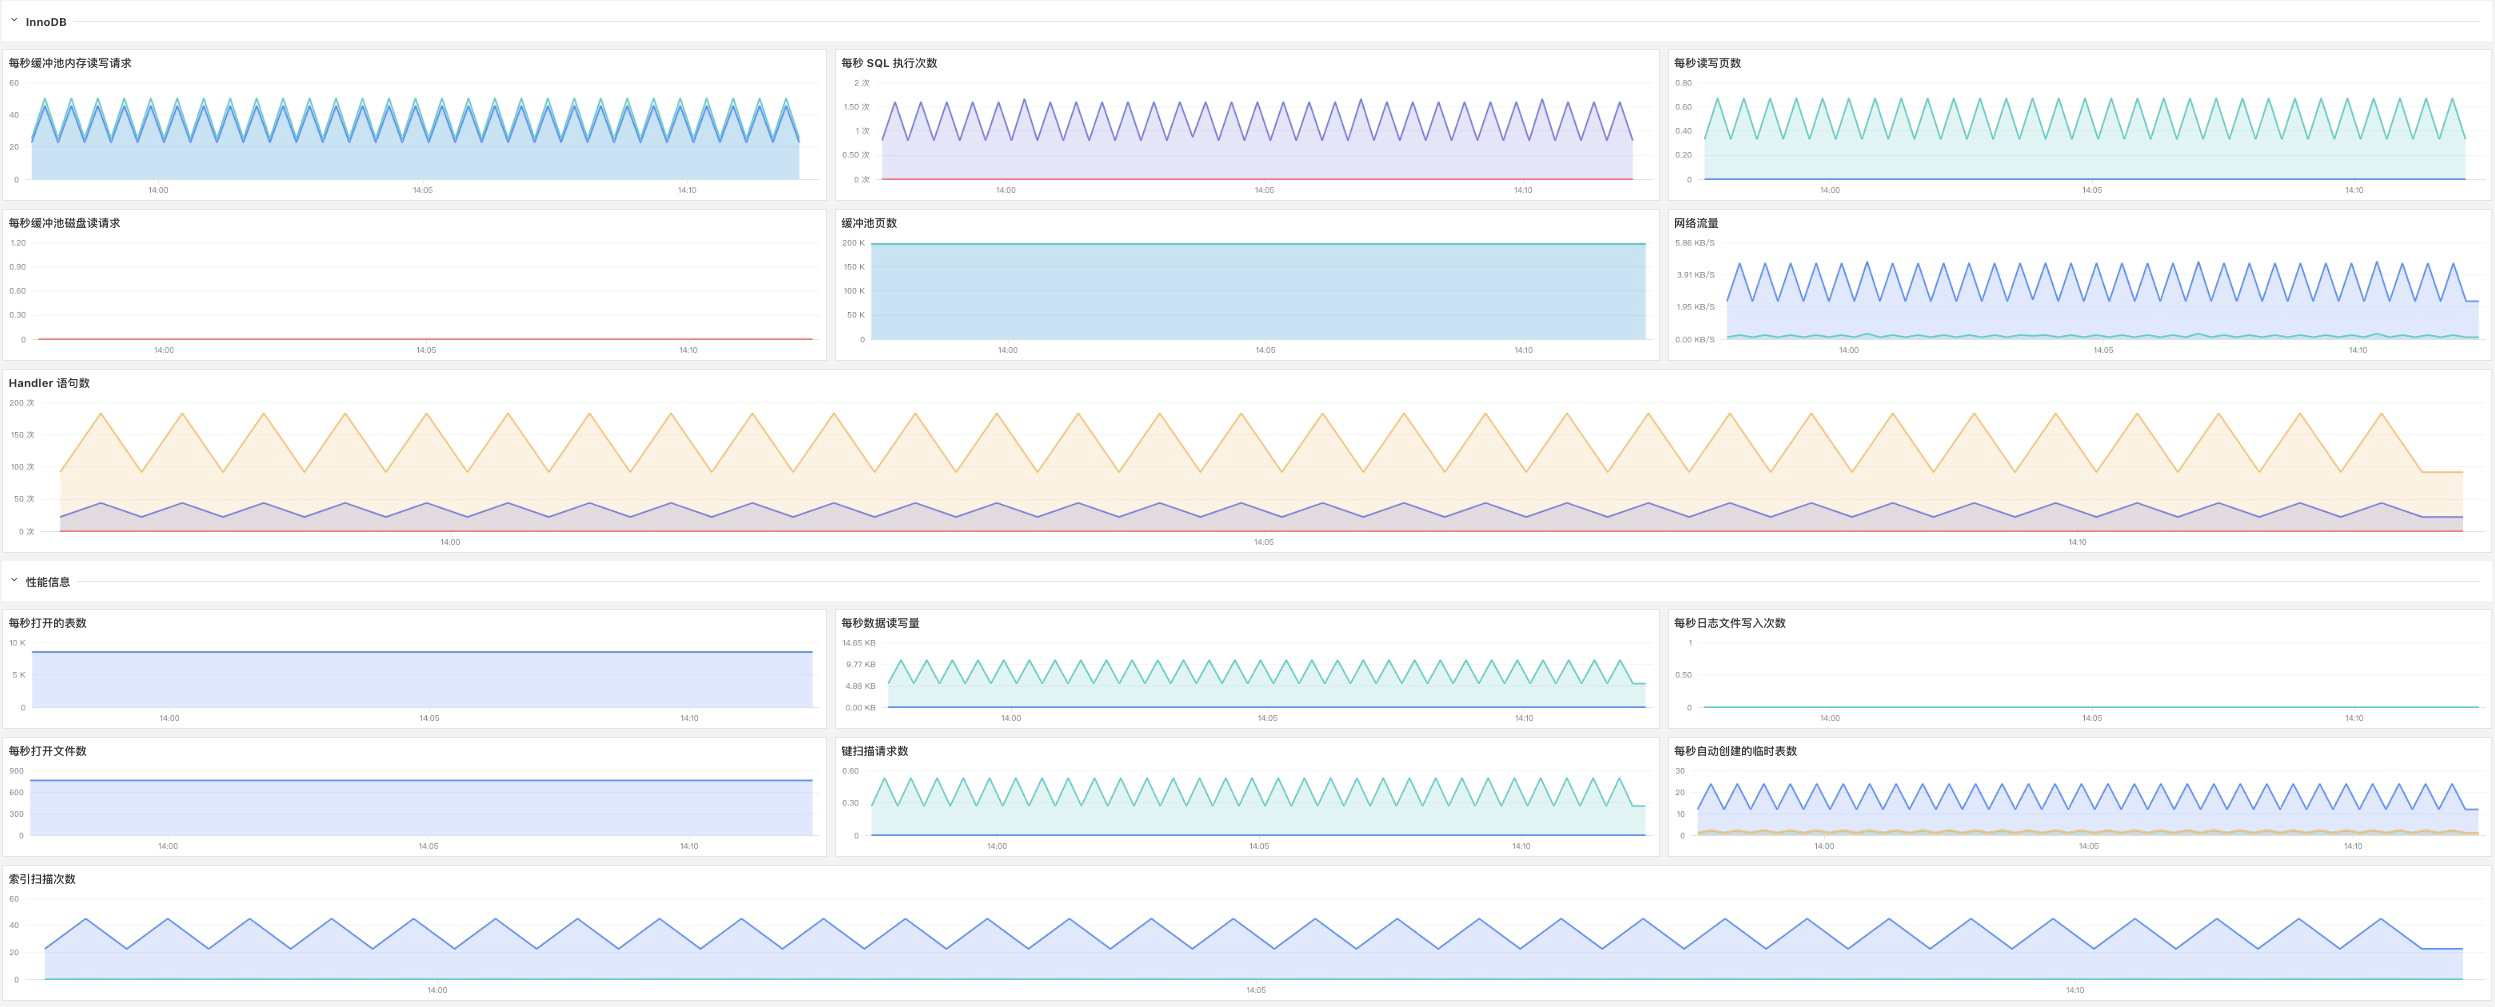 InnoDB
每秒缓冲池内存读写请求
60
40
20
0
14:00 14:05 14:10
每秒 SQL 执行次数
2 次
1.50 次
1 次
0.50 次
0 次
14:00 14:05 14:10
每秒读写页数
0.80
0.60
0.40
0.20
0
14:00 14:05 14:10
每秒缓冲池磁盘读请求
1.20
0.90
0.60
0.30
0
14:00 14:05 14:10
缓冲池页数
200 K
150 K
100 K
50 K
0
14:00 14:05 14:10
网络流量
5.86 KB/S
3.91 KB/S
1.95 KB/S
0.00 KB/S
14:00 14:05 14:10
Handler 语句数
200 次
150 次
100 次
50 次
0 次
14:00 14:05 14:10
性能信息
每秒打开的表数
10 K
5 K
0
14:00 14:05 14:10
每秒数据读写量
14.65 KB
9.77 KB
4.88 KB
0.00 KB
14:00 14:05 14:10
每秒日志文件写入次数
1
0.50
0
14:00 14:05 14:10
每秒打开文件数
900
600
300
0
14:00 14:05 14:10
键扫描请求数
0.60
0.30
0
14:00 14:05 14:10
每秒自动创建的临时表数
30
20
10
0
14:00 14:05 14:10
索引扫描次数
60
40
20
0
14:00 14:05 14:10